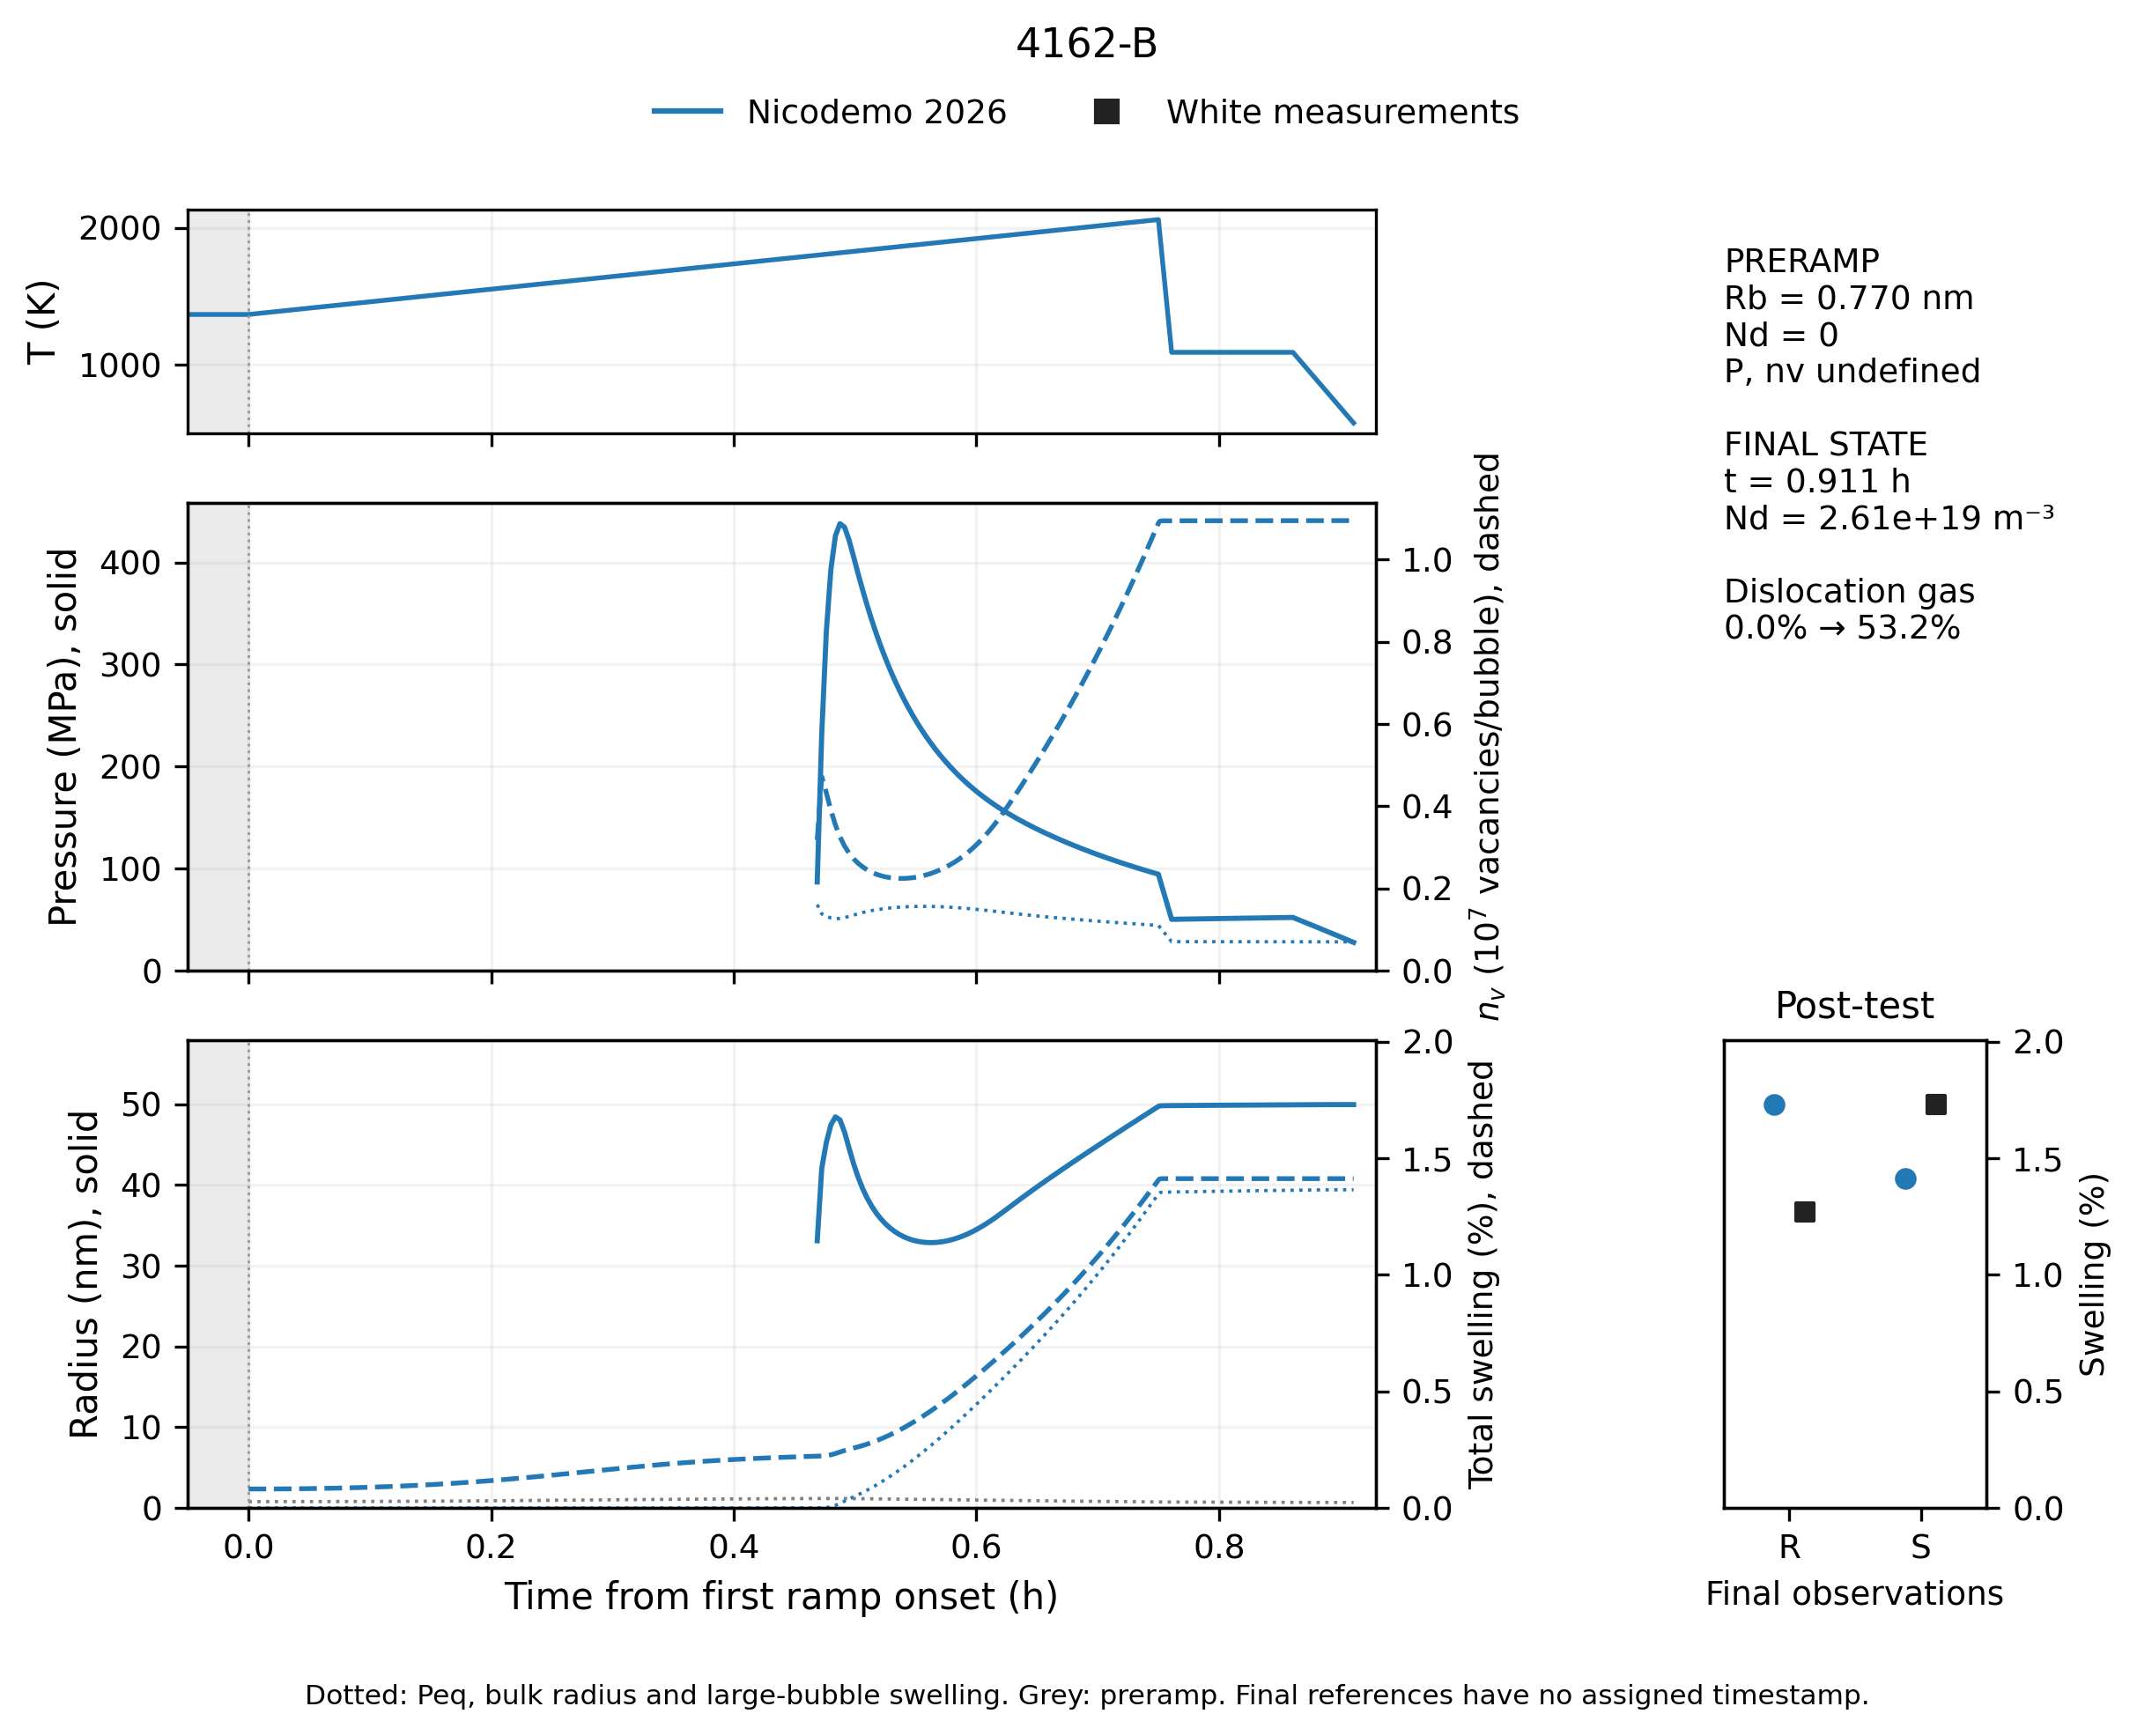 4162-B
Nicodemo 2026
White measurements
2000
1000
T (K)
PRERAMP
Rb = 0.770 nm
Nd = 0
P, nv undefined
FINAL STATE
t = 0.911 h
Nd = 2.61e+19 m⁻³
Dislocation gas
0.0% → 53.2%
400
300
200
100
0
Pressure (MPa), solid
1.0
0.8
0.6
0.4
0.2
0.0
n_v (10⁷ vacancies/bubble), dashed
50
40
30
20
10
0
Radius (nm), solid
2.0
1.5
1.0
0.5
0.0
Total swelling (%), dashed
0.0 0.2 0.4 0.6 0.8
Time from first ramp onset (h)
Post-test
2.0
1.5
1.0
0.5
0.0
Swelling (%)
R S
Final observations
Dotted: Peq, bulk radius and large-bubble swelling. Grey: preramp. Final references have no assigned timestamp.